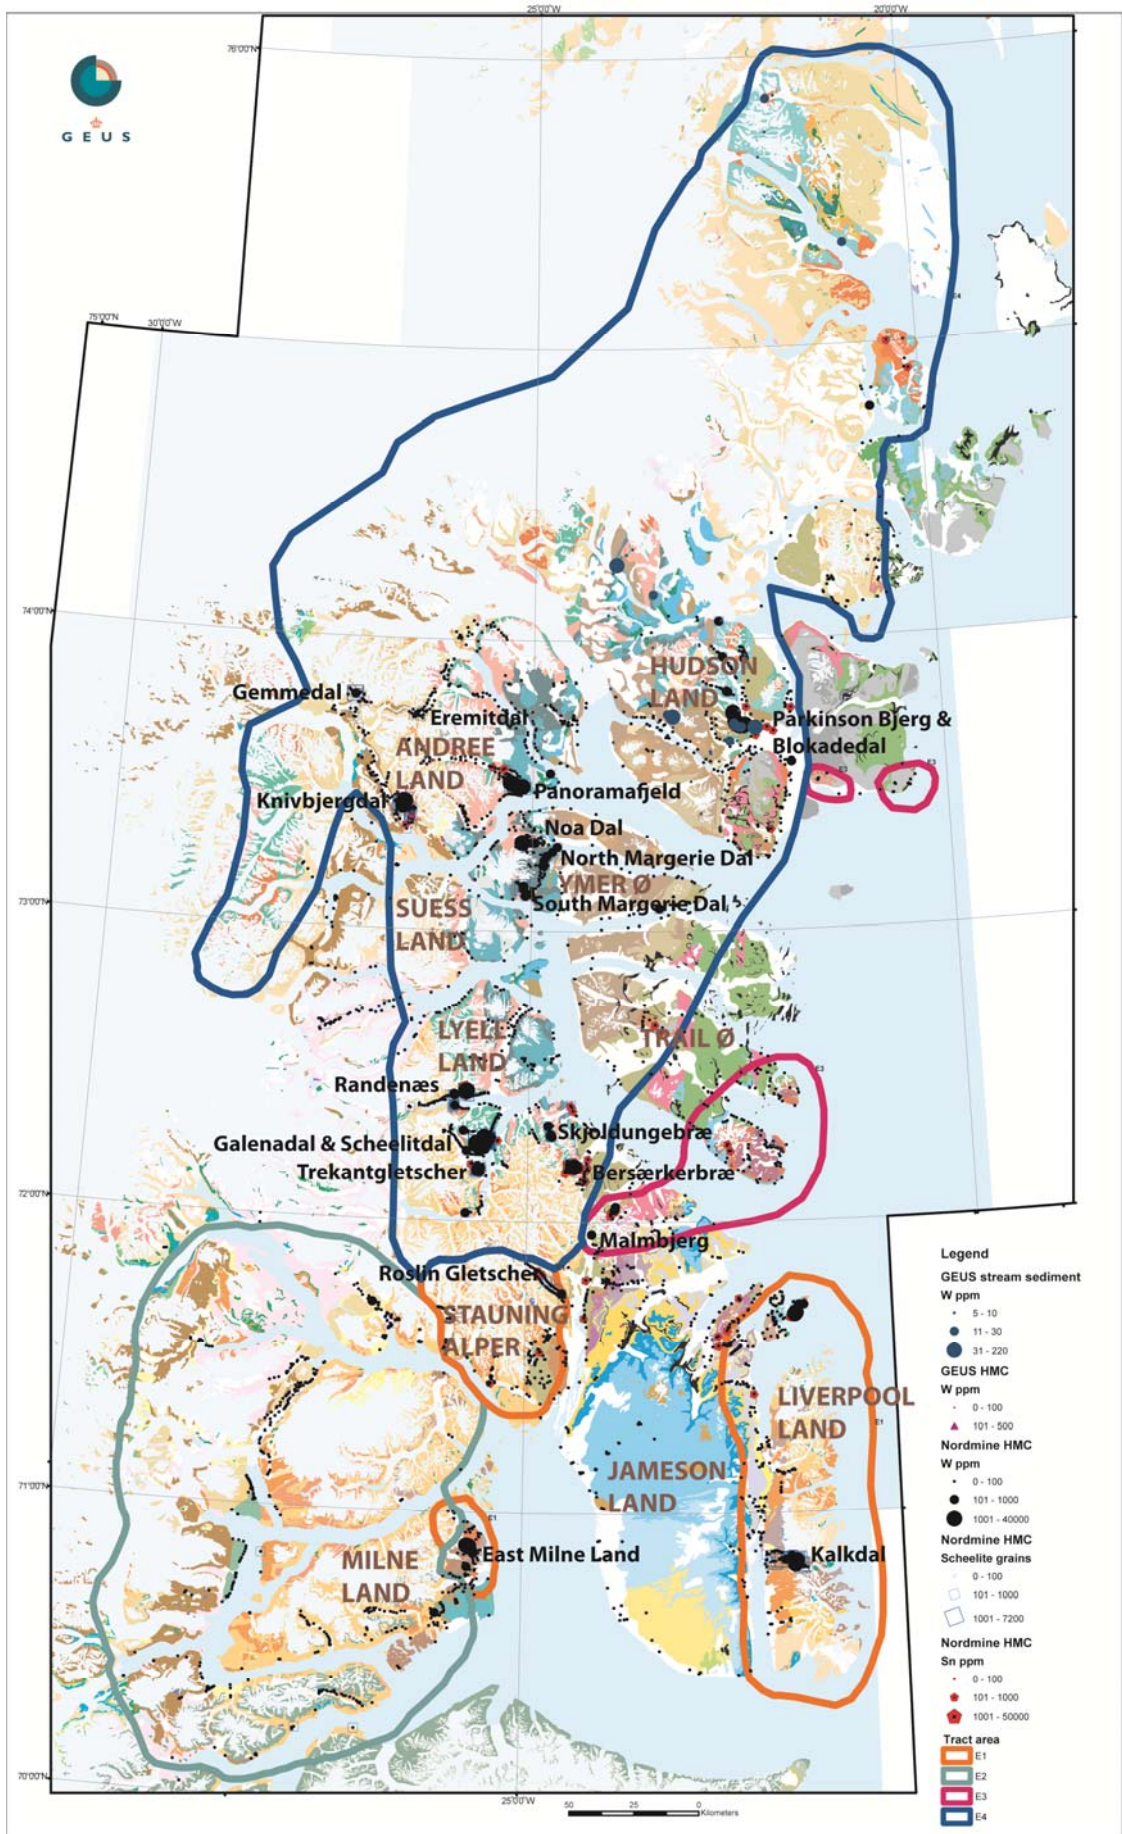 25°00'W
20°00'W
76°00'N
GEUS
E4
75°00'N
30°00'W
74°00'N
HUDSON
LAND
Gemmedal
Eremitdal
Parkinson Bjerg &
Blokadedal
ANDREE
LAND
E3
E3
Knivbjergdal
Panoramafjeld
Noa Dal
North Margerie Dal
YMER Ø
73°00'N
SUESS
LAND
South Margerie Dal
LYELL
LAND
TRAIL Ø
E3
Randenæs
Galenadal & Scheelitdal
Skjoldungebræ
Trekantgletscher
Bersærkerbræ
72°00'N
Malmbjerg
Roslin Gletscher
STAUNING
ALPER
LIVERPOOL
LAND
E1
JAMESON
LAND
71°00'N
E1
MILNE
LAND
East Milne Land
Kalkdal
70°00'N
25°00'W
50
25
0
Kilometers
Legend
GEUS stream sediment
W ppm
5 - 10
11 - 30
31 - 220
GEUS HMC
W ppm
0 - 100
101 - 500
Nordmine HMC
W ppm
0 - 100
101 - 1000
1001 - 40000
Nordmine HMC
Scheelite grains
0 - 100
101 - 1000
1001 - 7200
Nordmine HMC
Sn ppm
0 - 100
101 - 1000
1001 - 50000
Tract area
E1
E2
E3
E4